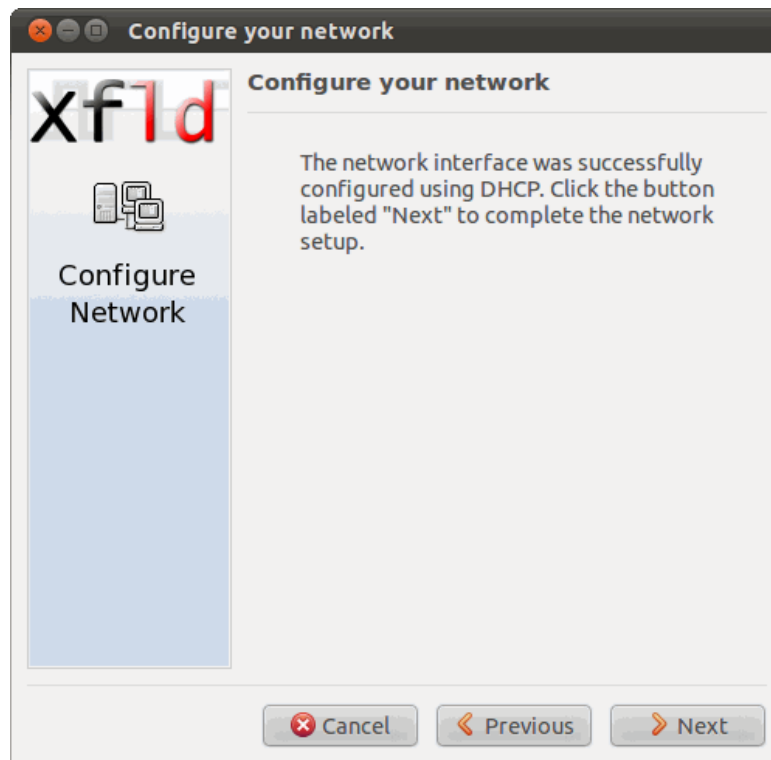 Configure your network
xfld
Configure
Network
Configure your network
The network interface was successfully
configured using DHCP. Click the button
labeled "Next" to complete the network
setup.
Cancel
Previous
Next